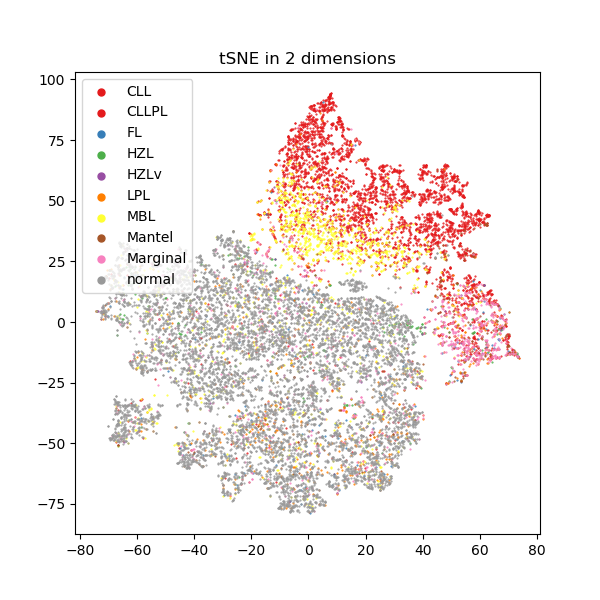 tSNE in 2 dimensions
100
75
50
25
0
−25
−50
−75
CLL
CLLPL
FL
HZL
HZLv
LPL
MBL
Mantel
Marginal
normal
−80
−60
−40
−20
0
20
40
60
80